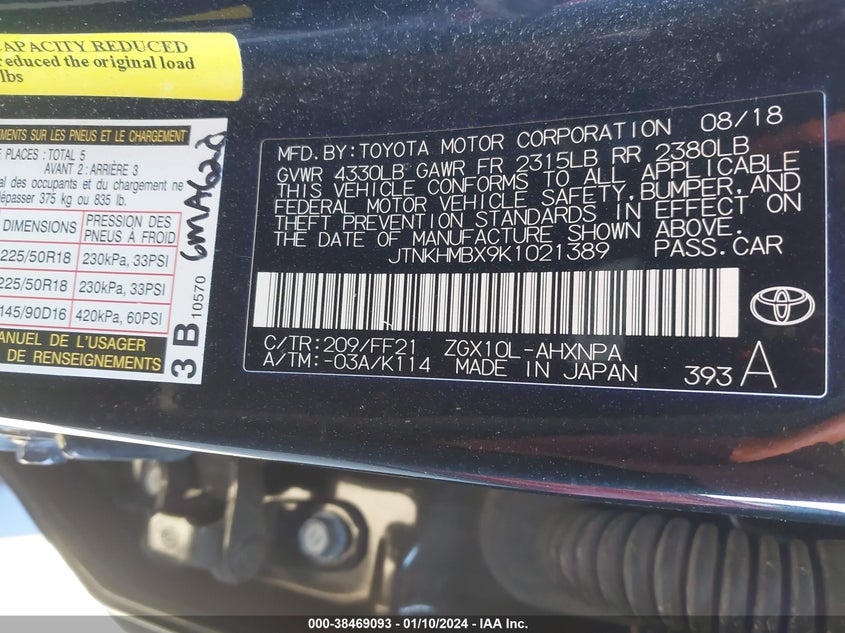 CAPACITY REDUCED
reduced the original load
lbs
EMENTS SUR LES PNEUS ET LE CHARGEMENT
E PLACES : TOTAL 5
AVANT 2 : ARRIÈRE 3
al des occupants et du chargement ne
dépasser 375 kg ou 835 lb.
DIMENSIONS PRESSION DES PNEUS À FROID
225/50R18 230kPa, 33PSI
225/50R18 230kPa, 33PSI
145/90D16 420kPa, 60PSI
MANUEL DE L'USAGER
DE RENSEIGNEMENTS
3 B 10570
MFD.BY:TOYOTA MOTOR CORPORATION 08/18
GVWR 4330LB GAWR FR 2315LB RR 2380LB
THIS VEHICLE CONFORMS TO ALL APPLICABLE
FEDERAL MOTOR VEHICLE SAFETY,BUMPER,AND
THEFT PREVENTION STANDARDS IN EFFECT ON
THE DATE OF MANUFACTURE SHOWN ABOVE.
JTNKHMBX9K1021389 PASS.CAR
C/TR:209/FF21 ZGX10L-AHXNPA
A/TM:-03A/K114 MADE IN JAPAN 393 A
000-38469093 - 01/10/2024 - IAA Inc.